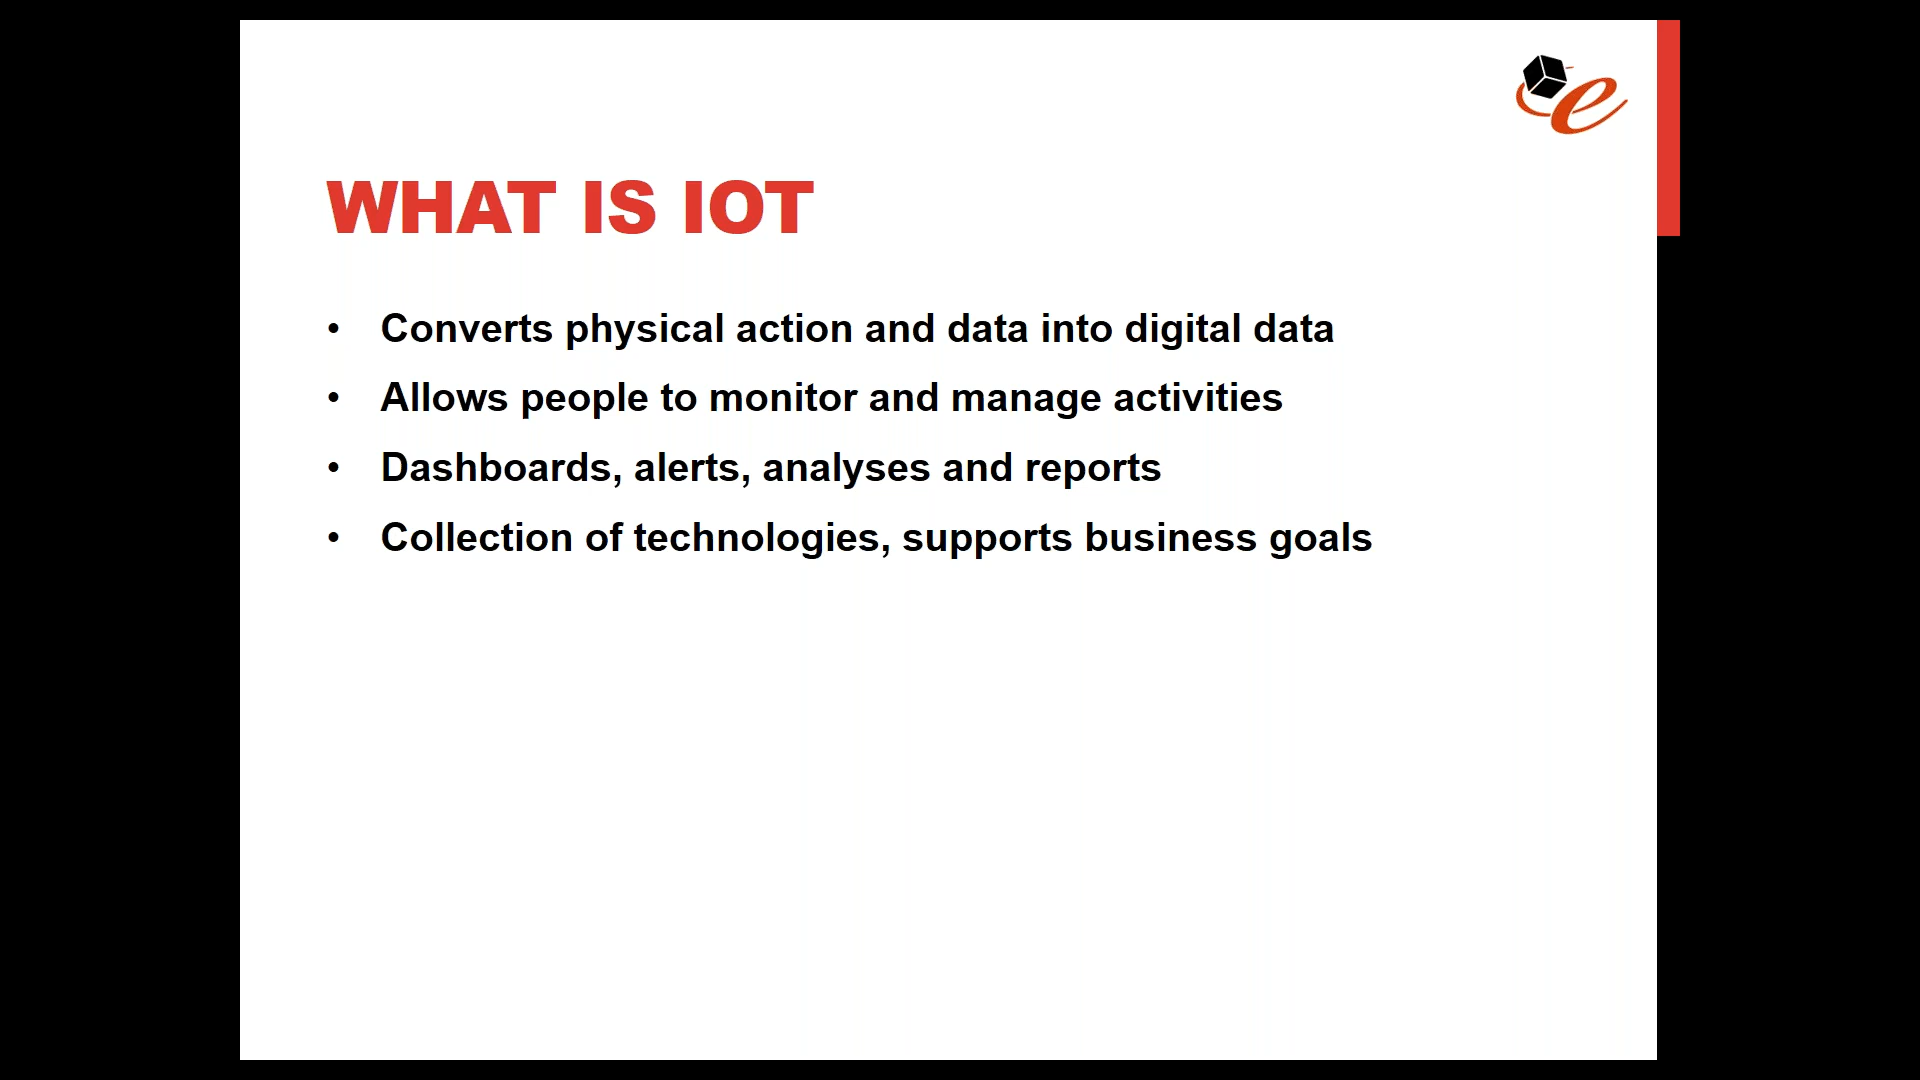 WHAT IS IOT
• Converts physical action and data into digital data
• Allows people to monitor and manage activities
• Dashboards, alerts, analyses and reports
• Collection of technologies, supports business goals
e